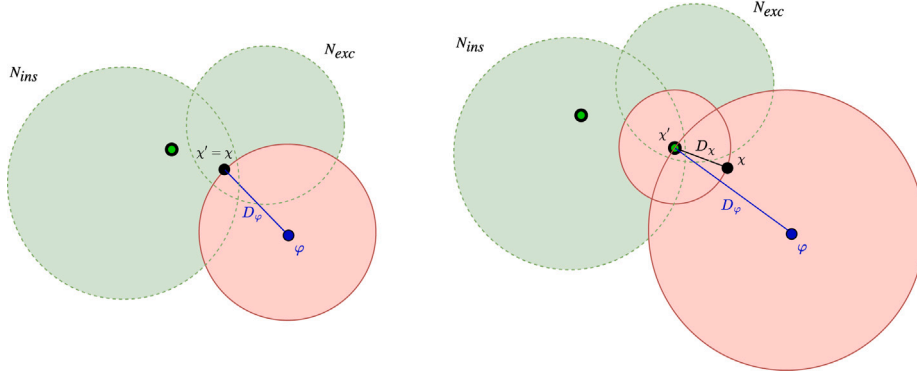 N_ins
N_exc
χ′ = χ
D_φ
φ
N_ins
N_exc
χ′
D_χ
χ
D_φ
φ